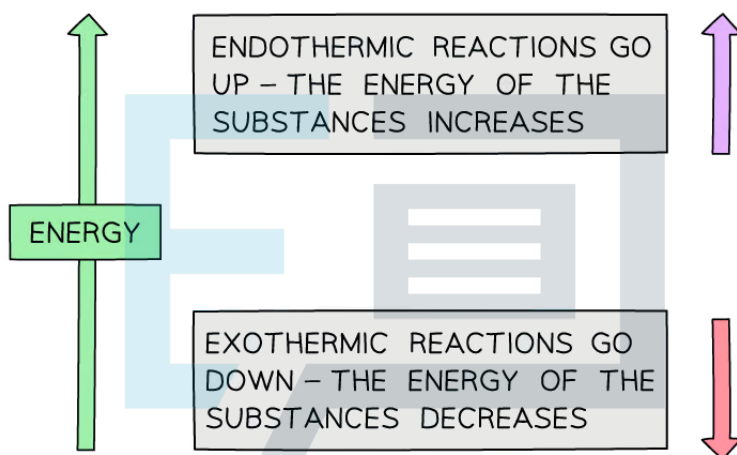 ENDOTHERMIC REACTIONS GO
UP – THE ENERGY OF THE
SUBSTANCES INCREASES
ENERGY
EXOTHERMIC REACTIONS GO
DOWN – THE ENERGY OF THE
SUBSTANCES DECREASES